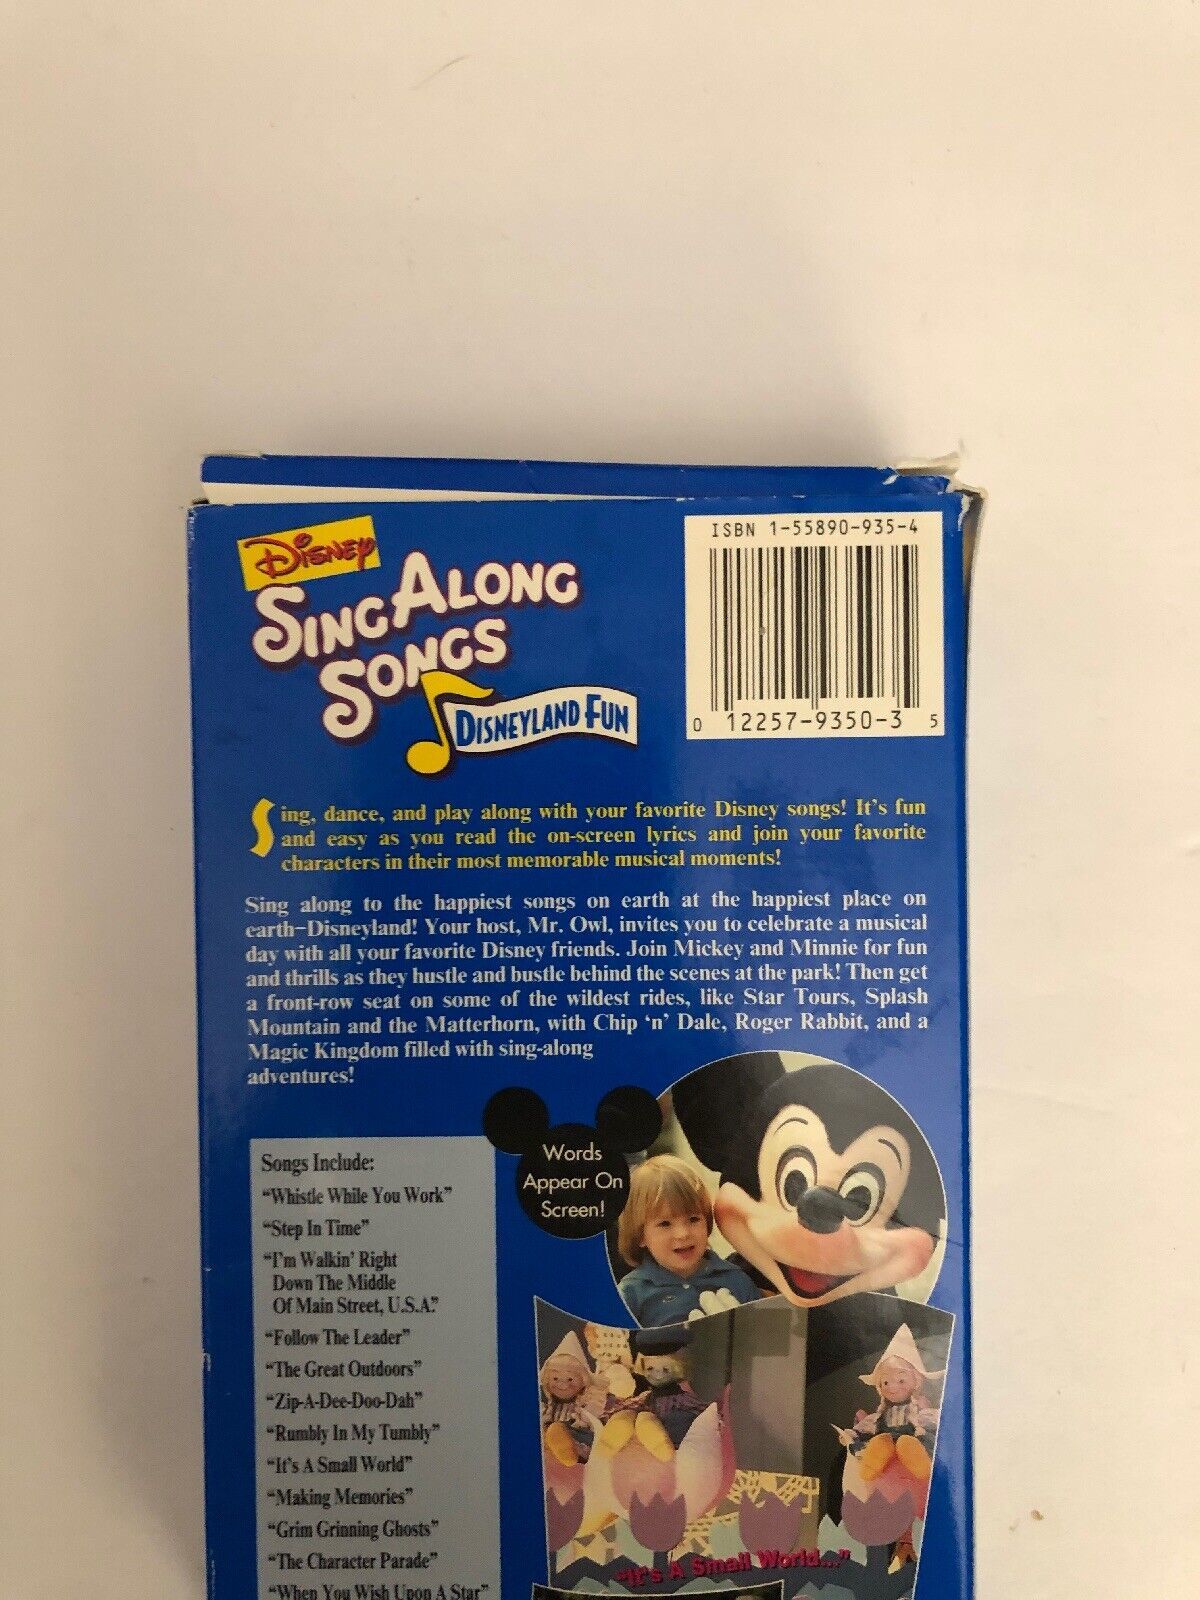 DISNEY
SING ALONG
SONGS
DISNEYLAND FUN
ISBN 1-55890-935-4
0 12257-9350-3 5
Sing, dance, and play along with your favorite Disney songs! It's fun
and easy as you read the on-screen lyrics and join your favorite
characters in their most memorable musical moments!
Sing along to the happiest songs on earth at the happiest place on
earth–Disneyland! Your host, Mr. Owl, invites you to celebrate a musical
day with all your favorite Disney friends. Join Mickey and Minnie for fun
and thrills as they hustle and bustle behind the scenes at the park! Then get
a front-row seat on some of the wildest rides, like Star Tours, Splash
Mountain and the Matterhorn, with Chip ‘n’ Dale, Roger Rabbit, and a
Magic Kingdom filled with sing-along
adventures!
Words
Appear On
Screen!
Songs Include:
“Whistle While You Work”
“Step In Time”
“I'm Walkin' Right
Down The Middle
Of Main Street, U.S.A.”
“Follow The Leader”
“The Great Outdoors”
“Zip-A-Dee-Doo-Dah”
“Rumbly In My Tumbly”
“It's A Small World”
“Making Memories”
“Grim Grinning Ghosts”
“The Character Parade”
“When You Wish Upon A Star”
“It's A Small World...”